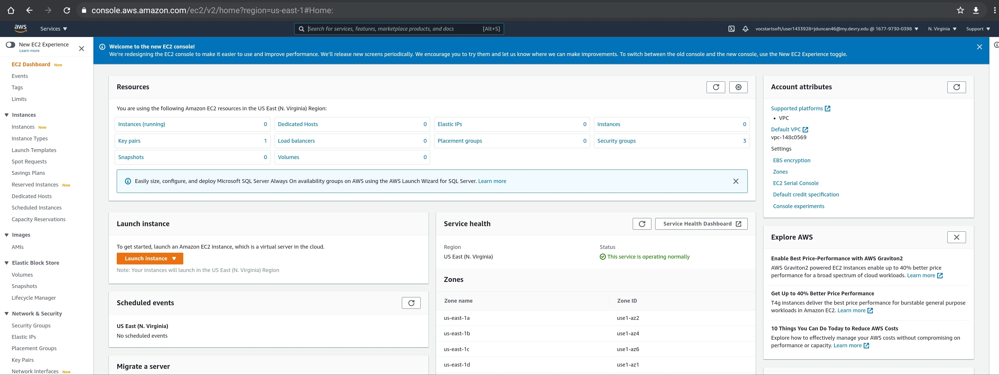 console.aws.amazon.com/ec2/v2/home?region=us-east-1#Home:
aws
Services
Search for services, features, marketplace products, and docs
[Alt+S]
vocstartsoft/user1433928=jduncan46@my.devry.edu @ 1677-9730-0398
N. Virginia
Support
New EC2 Experience
Learn more
EC2 Dashboard New
Events
Tags
Limits
Instances
Instances New
Instance Types
Launch Templates
Spot Requests
Savings Plans
Reserved Instances New
Dedicated Hosts
Scheduled Instances
Capacity Reservations
Images
AMIs
Elastic Block Store
Volumes
Snapshots
Lifecycle Manager
Network & Security
Security Groups
Elastic IPs
Placement Groups
Key Pairs
Network Interfaces New
Welcome to the new EC2 console!
We're redesigning the EC2 console to make it easier to use and improve performance. We'll release new screens periodically. We encourage you to try them and let us know where we can make improvements. To switch between the old console and the new console, use the New EC2 Experience toggle.
Resources
You are using the following Amazon EC2 resources in the US East (N. Virginia) Region:
Instances (running) 0
Dedicated Hosts 0
Elastic IPs 0
Instances 0
Key pairs 1
Load balancers 0
Placement groups 0
Security groups 3
Snapshots 0
Volumes 0
Easily size, configure, and deploy Microsoft SQL Server Always On availability groups on AWS using the AWS Launch Wizard for SQL Server. Learn more
Launch instance
To get started, launch an Amazon EC2 instance, which is a virtual server in the cloud.
Launch instance
Note: Your instances will launch in the US East (N. Virginia) Region
Scheduled events
US East (N. Virginia)
No scheduled events
Migrate a server
Service health
Service Health Dashboard
Region
Status
US East (N. Virginia)
This service is operating normally
Zones
Zone name
Zone ID
us-east-1a
use1-az2
us-east-1b
use1-az4
us-east-1c
use1-az6
us-east-1d
use1-az1
Account attributes
Supported platforms
• VPC
Default VPC
vpc-148c0569
Settings
EBS encryption
Zones
EC2 Serial Console
Default credit specification
Console experiments
Explore AWS
Enable Best Price-Performance with AWS Graviton2
AWS Graviton2 powered EC2 instances enable up to 40% better price
performance for a broad spectrum of cloud workloads. Learn more
Get Up to 40% Better Price Performance
T4g instances deliver the best price performance for burstable general purpose
workloads in Amazon EC2. Learn more
10 Things You Can Do Today to Reduce AWS Costs
Explore how to effectively manage your AWS costs without compromising on
performance or capacity. Learn more